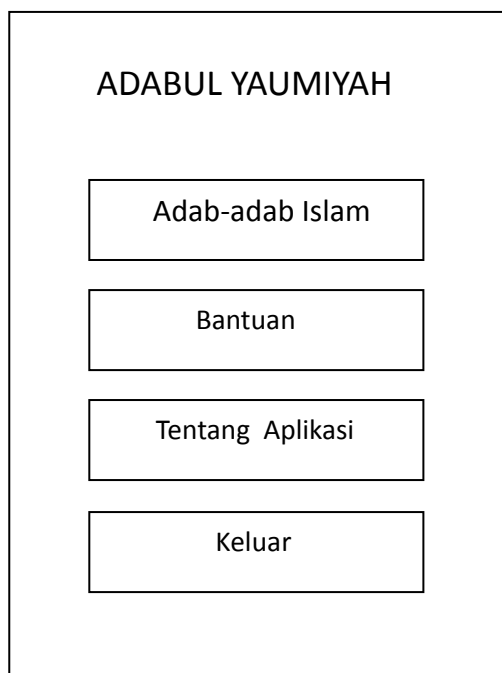 ADABUL YAUMIYAH
Adab-adab Islam
Bantuan
Tentang Aplikasi
Keluar